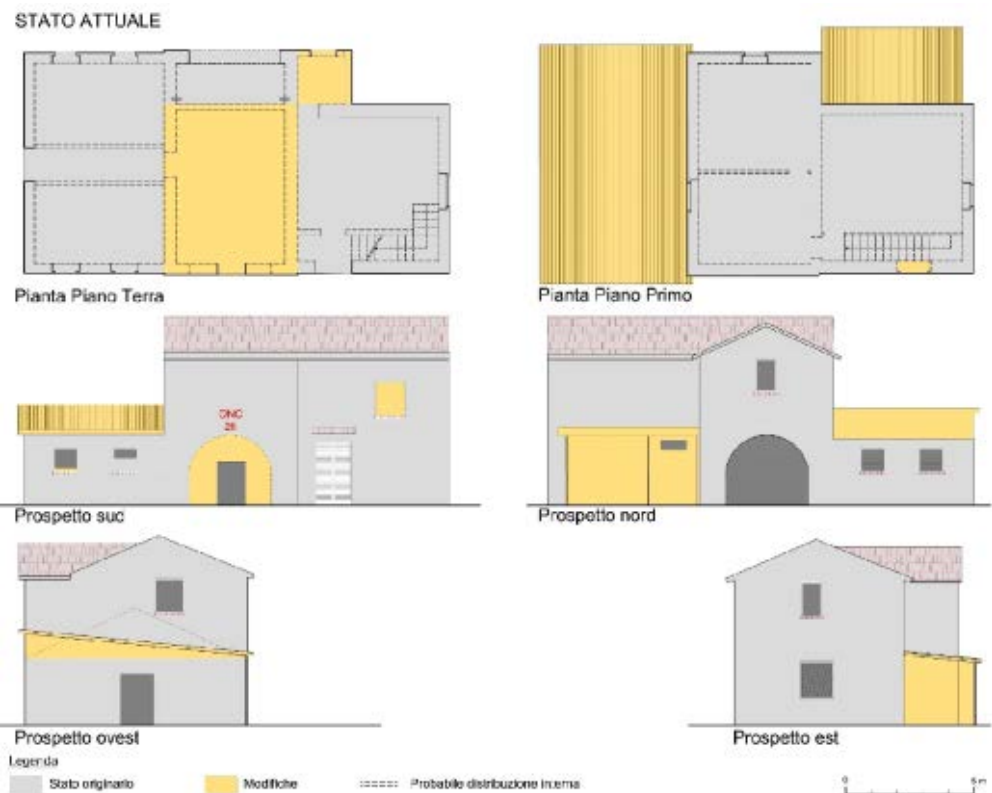 STATO ATTUALE
Pianta Piano Terra
Pianta Piano Primo
ONC
Prospetto suc
Prospetto nord
Prospetto ovest
Prospetto est
Legenda
Stato originario
Modifiche
Probabile distribuzione interna
0
5 m